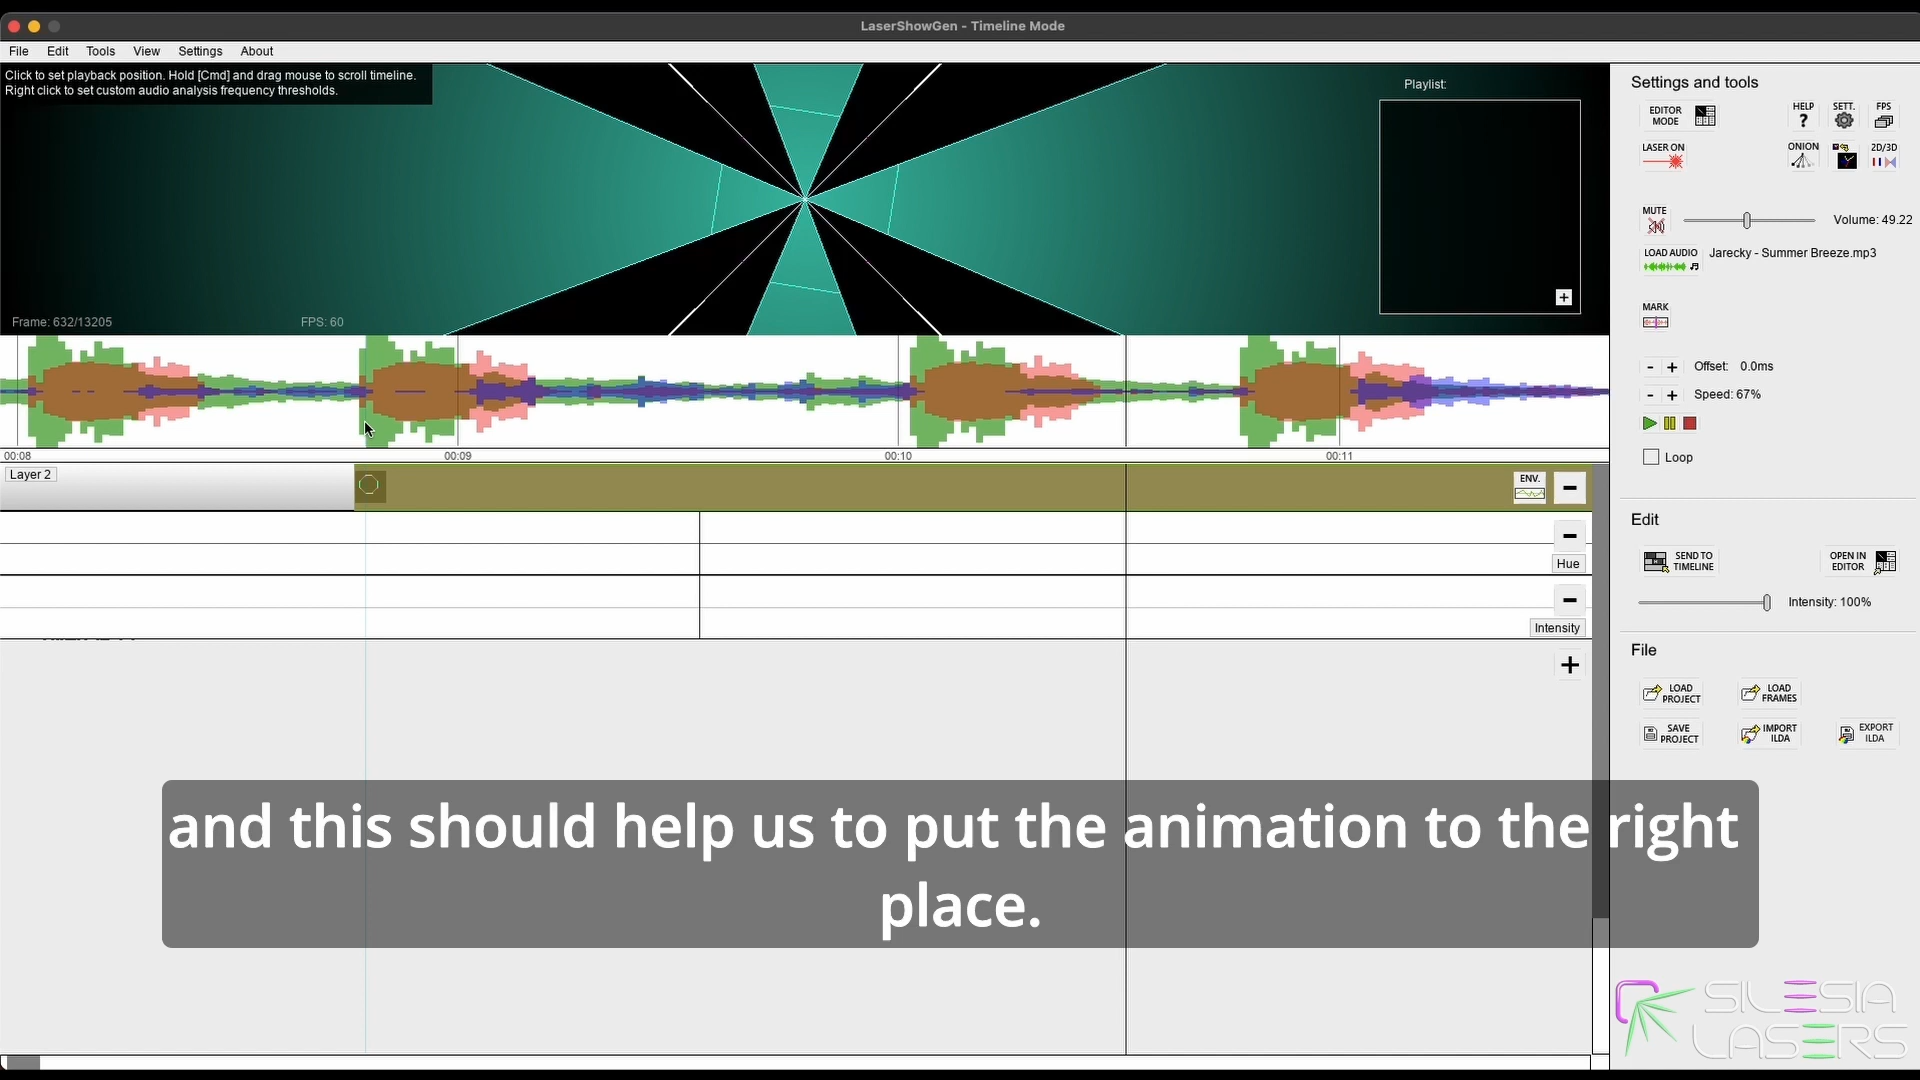 LaserShowGen - Timeline Mode
File Edit Tools View Settings About
Click to set playback position. Hold [Cmd] and drag mouse to scroll timeline.
Right click to set custom audio analysis frequency thresholds.
Playlist:
+
Frame: 632/13205
FPS: 60
00:08
00:09
00:10
00:11
Layer 2
ENV.
Hue
Intensity
Settings and tools
EDITOR
MODE
HELP
?
SETT.
FPS
LASER ON
ONION
2D/3D
MUTE
Volume: 49.22
LOAD AUDIO
Jarecky - Summer Breeze.mp3
MARK
- + Offset: 0.0ms
- + Speed: 67%
Loop
Edit
SEND TO
TIMELINE
OPEN IN
EDITOR
Intensity: 100%
File
LOAD
PROJECT
LOAD
FRAMES
SAVE
PROJECT
IMPORT
ILDA
EXPORT
ILDA
and this should help us to put the animation to the right
place.
SILESIA
LASERS